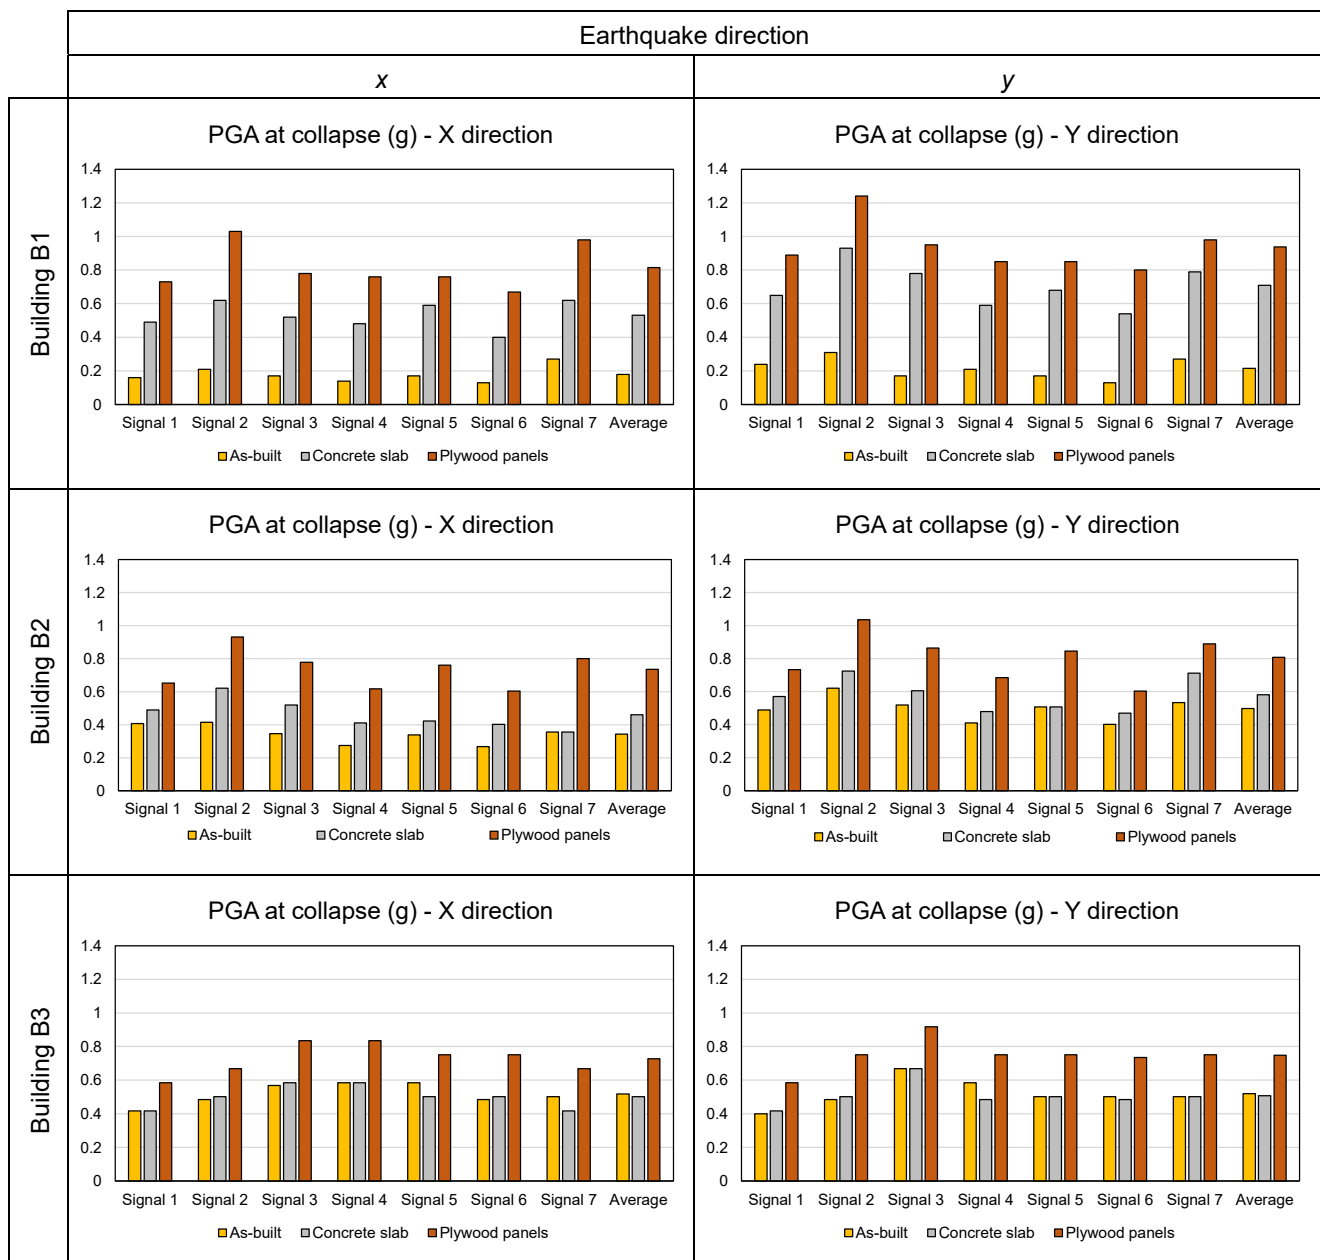 Earthquake direction
x
y
Building B1
PGA at collapse (g) - X direction
1.4
1.2
1
0.8
0.6
0.4
0.2
0
Signal 1 Signal 2 Signal 3 Signal 4 Signal 5 Signal 6 Signal 7 Average
As-built Concrete slab Plywood panels
PGA at collapse (g) - Y direction
1.4
1.2
1
0.8
0.6
0.4
0.2
0
Signal 1 Signal 2 Signal 3 Signal 4 Signal 5 Signal 6 Signal 7 Average
As-built Concrete slab Plywood panels
Building B2
PGA at collapse (g) - X direction
1.4
1.2
1
0.8
0.6
0.4
0.2
0
Signal 1 Signal 2 Signal 3 Signal 4 Signal 5 Signal 6 Signal 7 Average
As-built Concrete slab Plywood panels
PGA at collapse (g) - Y direction
1.4
1.2
1
0.8
0.6
0.4
0.2
0
Signal 1 Signal 2 Signal 3 Signal 4 Signal 5 Signal 6 Signal 7 Average
As-built Concrete slab Plywood panels
Building B3
PGA at collapse (g) - X direction
1.4
1.2
1
0.8
0.6
0.4
0.2
0
Signal 1 Signal 2 Signal 3 Signal 4 Signal 5 Signal 6 Signal 7 Average
As-built Concrete slab Plywood panels
PGA at collapse (g) - Y direction
1.4
1.2
1
0.8
0.6
0.4
0.2
0
Signal 1 Signal 2 Signal 3 Signal 4 Signal 5 Signal 6 Signal 7 Average
As-built Concrete slab Plywood panels